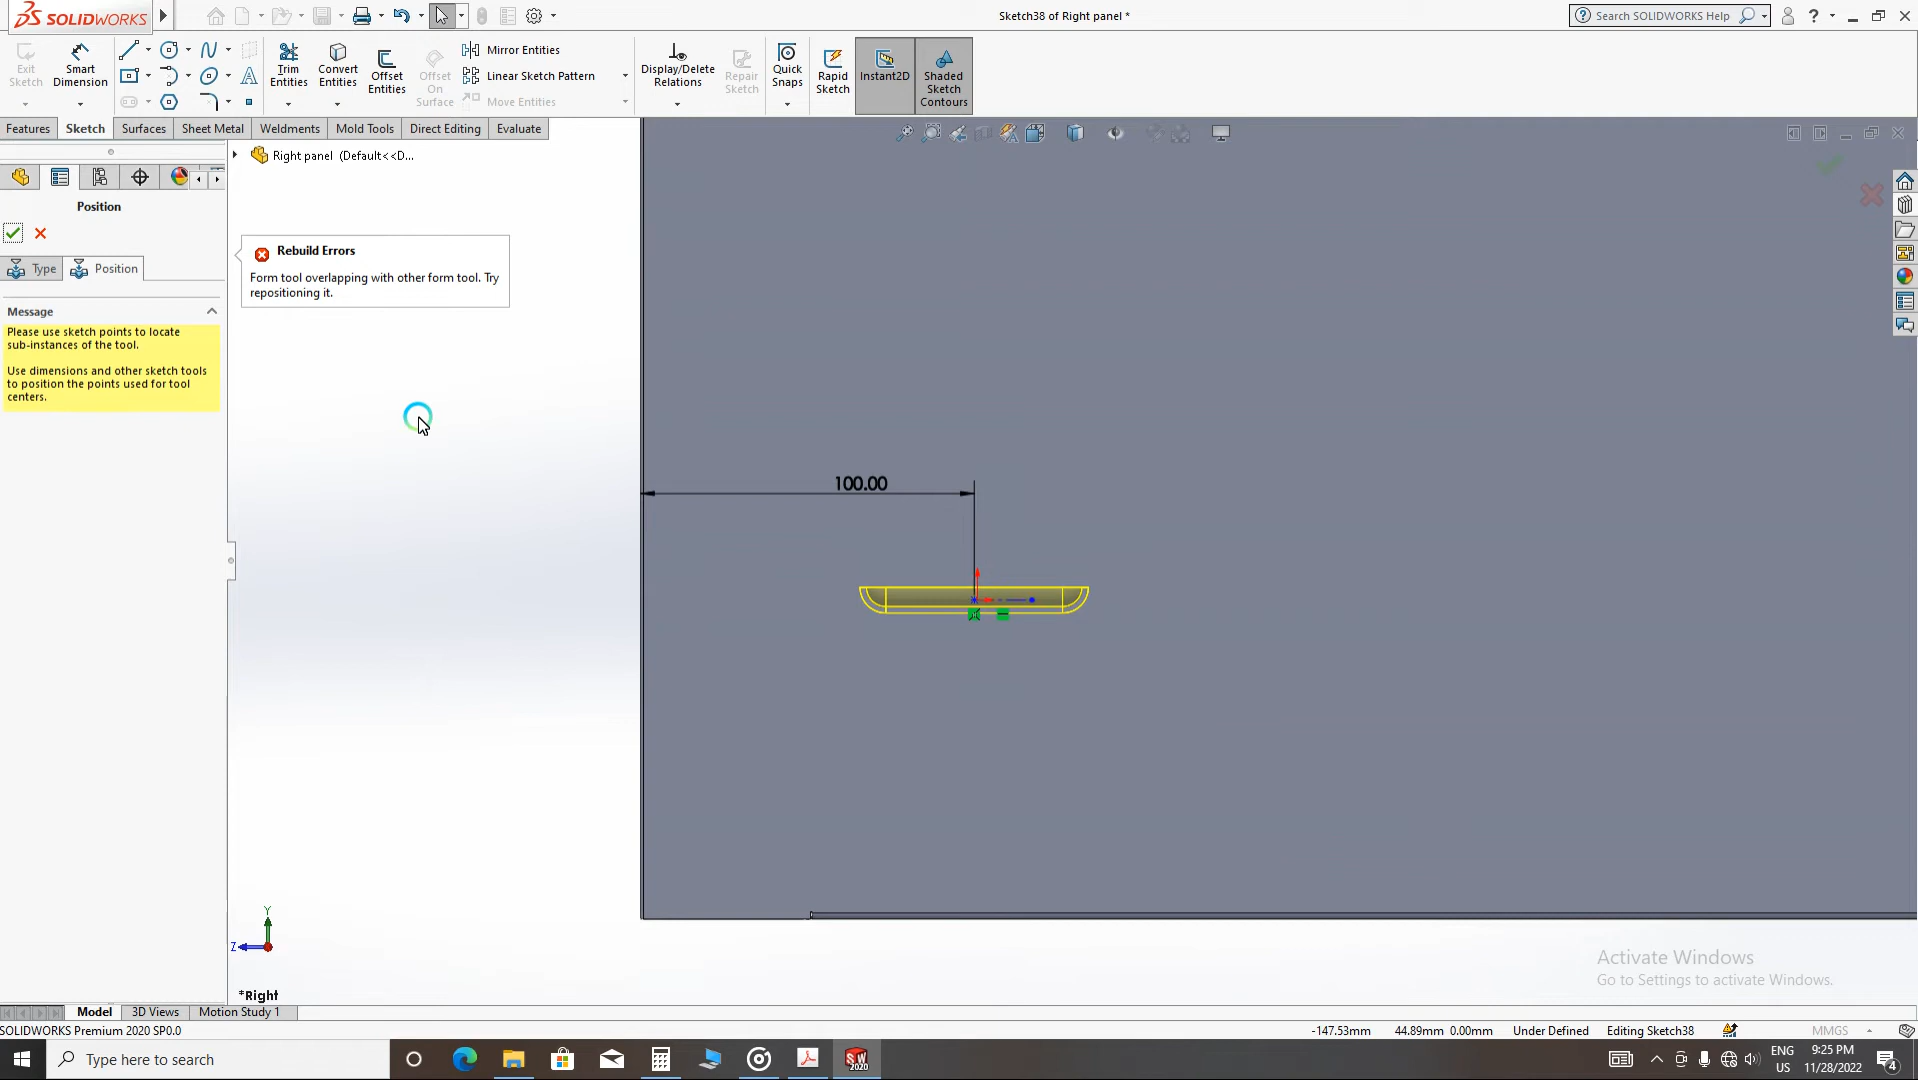 SOLIDWORKS
Sketch38 of Right panel *
Search SOLIDWORKS Help
Exit Sketch
Smart Dimension
Trim Entities
Convert Entities
Offset Entities
Offset On Surface
Mirror Entities
Linear Sketch Pattern
Move Entities
Display/Delete Relations
Repair Sketch
Quick Snaps
Rapid Sketch
Instant2D
Shaded Sketch Contours
Features
Sketch
Surfaces
Sheet Metal
Weldments
Mold Tools
Direct Editing
Evaluate
Right panel (Default<<D...
Position
Type
Position
Rebuild Errors
Form tool overlapping with other form tool. Try
repositioning it.
Message
Please use sketch points to locate
sub-instances of the tool.
Use dimensions and other sketch tools
to position the points used for tool
centers.
100.00
Y
Z
*Right
Activate Windows
Go to Settings to activate Windows.
Model
3D Views
Motion Study 1
SOLIDWORKS Premium 2020 SP0.0
-147.53mm
44.89mm
0.00mm
Under Defined
Editing Sketch38
MMGS
Type here to search
SW
2020
ENG
US
9:25 PM
11/28/2022
4